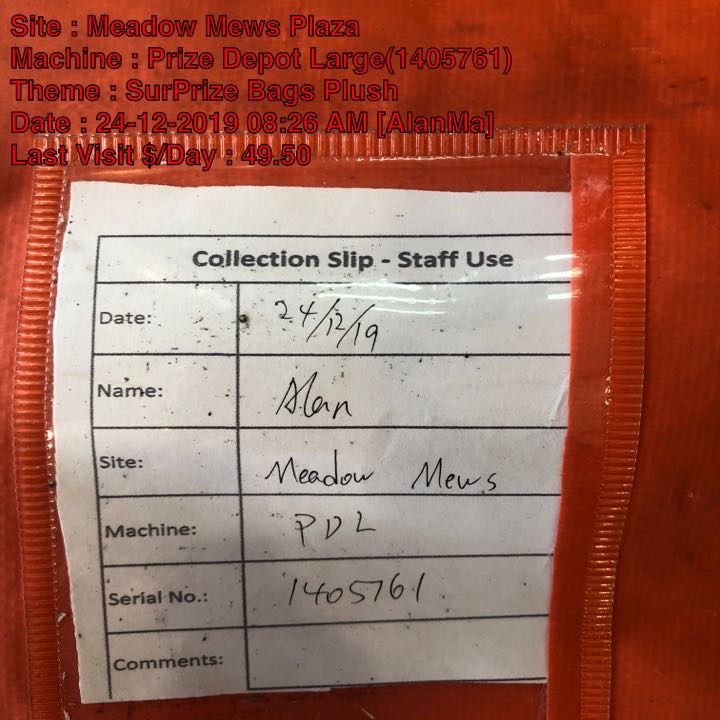 Site : Meadow Mews Plaza
Machine : Prize Depot Large(1405761)
Theme : SurPrize Bags Plush
Date : 24-12-2019 08:26 AM [AlanMa]
Last Visit $/Day : 49.50
Collection Slip - Staff Use
Date: 24/12/19
Name: Alan
Site: Meadow Mews
Machine: PDL
Serial No.: 1405761
Comments: